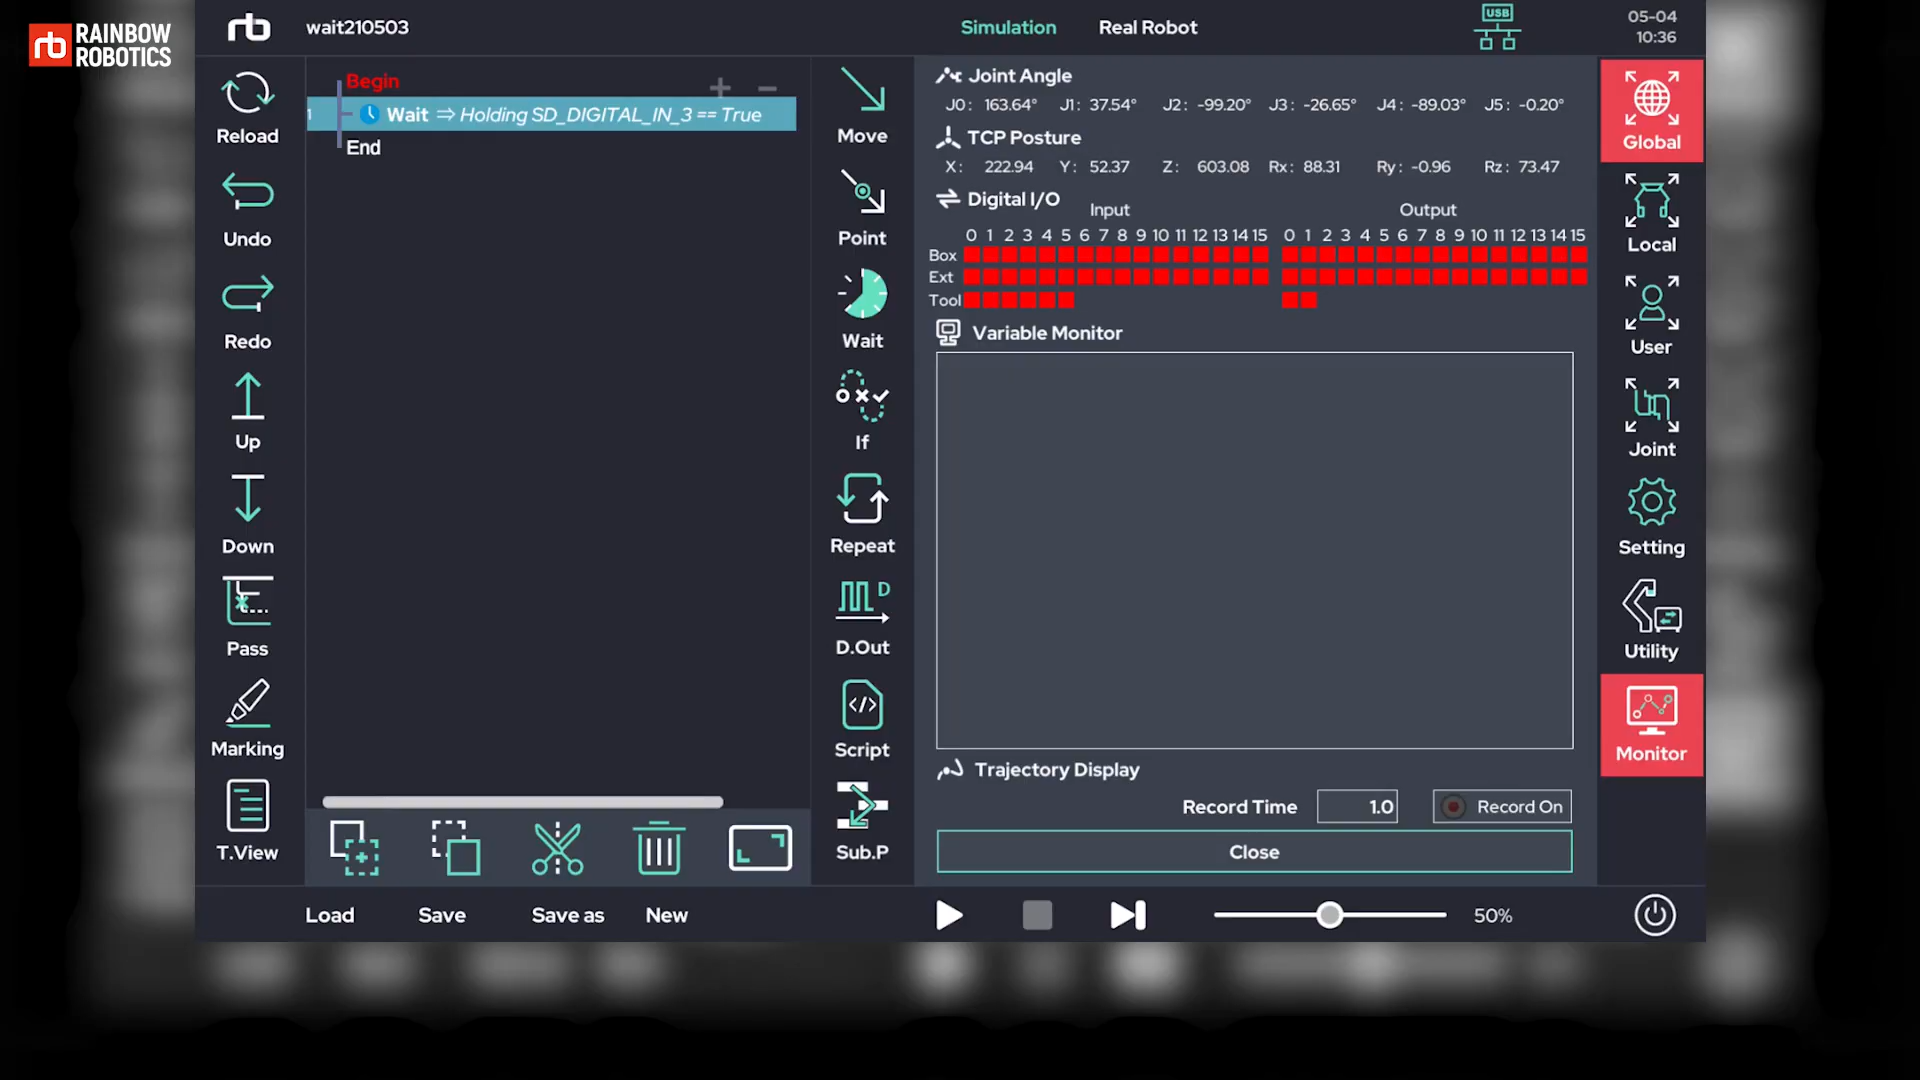 RAINBOW
ROBOTICS
wait210503
Simulation
Real Robot
USB
05-04
10:36
Reload
Undo
Redo
Up
Down
Pass
Marking
T.View
Begin
1 Wait ⇒ Holding SD_DIGITAL_IN_3 == True
End
Move
Point
Wait
If
Repeat
D
D.Out
Script
Sub.P
Joint Angle
J0: 163.64° J1: 37.54° J2: -99.20° J3: -26.65° J4: -89.03° J5: -0.20°
TCP Posture
X: 222.94 Y: 52.37 Z: 603.08 Rx: 88.31 Ry: -0.96 Rz: 73.47
Digital I/O
Input Output
0 1 2 3 4 5 6 7 8 9 10 11 12 13 14 15 0 1 2 3 4 5 6 7 8 9 10 11 12 13 14 15
Box
Ext
Tool
Variable Monitor
Trajectory Display
Record Time 1.0 Record On
Close
Global
Local
User
Joint
Setting
Utility
Monitor
Load Save Save as New
50%